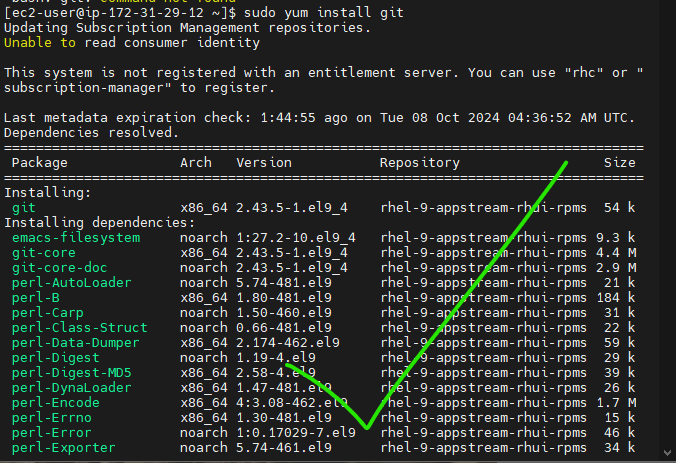 [ec2-user@ip-172-31-29-12 ~]$ sudo yum install git
Updating Subscription Management repositories.
Unable to read consumer identity

This system is not registered with an entitlement server. You can use "rhc" or "
subscription-manager" to register.

Last metadata expiration check: 1:44:55 ago on Tue 08 Oct 2024 04:36:52 AM UTC.
Dependencies resolved.
================================================================================
 Package              Arch   Version            Repository                  Size
================================================================================
Installing:
 git                  x86_64 2.43.5-1.el9_4     rhel-9-appstream-rhui-rpms  54 k
Installing dependencies:
 emacs-filesystem     noarch 1:27.2-10.el9_4    rhel-9-appstream-rhui-rpms 9.3 k
 git-core             x86_64 2.43.5-1.el9_4     rhel-9-appstream-rhui-rpms 4.4 M
 git-core-doc         noarch 2.43.5-1.el9_4     rhel-9-appstream-rhui-rpms 2.9 M
 perl-AutoLoader      noarch 5.74-481.el9       rhel-9-appstream-rhui-rpms  21 k
 perl-B               x86_64 1.80-481.el9       rhel-9-appstream-rhui-rpms 184 k
 perl-Carp            noarch 1.50-460.el9       rhel-9-appstream-rhui-rpms  31 k
 perl-Class-Struct    noarch 0.66-481.el9       rhel-9-appstream-rhui-rpms  22 k
 perl-Data-Dumper     x86_64 2.174-462.el9      rhel-9-appstream-rhui-rpms  59 k
 perl-Digest          noarch 1.19-4.el9         rhel-9-appstream-rhui-rpms  29 k
 perl-Digest-MD5      x86_64 2.58-4.el9         rhel-9-appstream-rhui-rpms  39 k
 perl-DynaLoader      x86_64 1.47-481.el9       rhel-9-appstream-rhui-rpms  26 k
 perl-Encode          x86_64 4:3.08-462.el9     rhel-9-appstream-rhui-rpms 1.7 M
 perl-Errno           x86_64 1.30-481.el9       rhel-9-appstream-rhui-rpms  15 k
 perl-Error           noarch 1:0.17029-7.el9    rhel-9-appstream-rhui-rpms  46 k
 perl-Exporter        noarch 5.74-461.el9       rhel-9-appstream-rhui-rpms  34 k